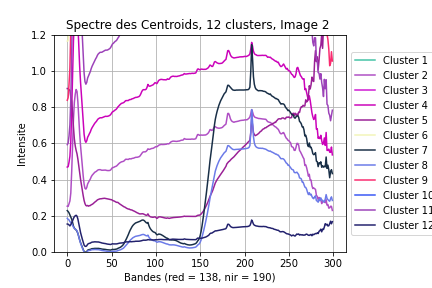 Spectre des Centroids, 12 clusters, Image 2
1.2
1.0
0.8
0.6
0.4
0.2
0.0
Intensite
0 50 100 150 200 250 300
Bandes (red = 138, nir = 190)
Cluster 1
Cluster 2
Cluster 3
Cluster 4
Cluster 5
Cluster 6
Cluster 7
Cluster 8
Cluster 9
Cluster 10
Cluster 11
Cluster 12